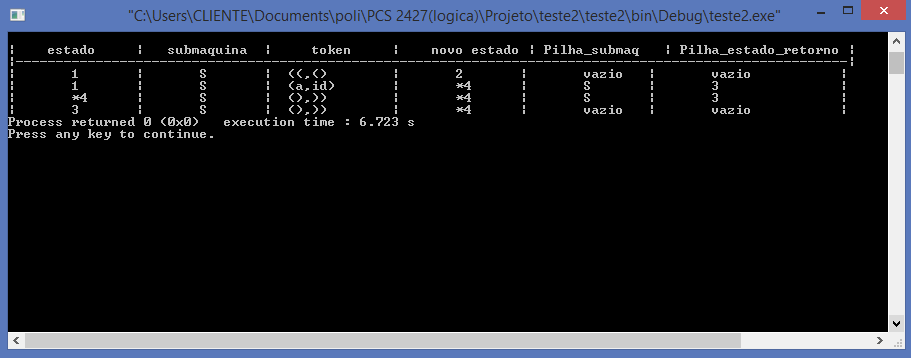 "C:\Users\CLIENTE\Documents\poli\PCS 2427(logica)\Projeto\teste2\teste2\bin\Debug\teste2.exe"
¦ estado ¦ submaquina ¦ token ¦ novo estado ¦ Pilha_submaq ¦ Pilha_estado_retorno ¦
¦---------------------------------------------------------------------------------------------------------¦
¦ 1 ¦ S ¦ ((,() ¦ 2 ¦ vazio ¦ vazio ¦
¦ 1 ¦ S ¦ (a,id) ¦ *4 ¦ S ¦ 3 ¦
¦ *4 ¦ S ¦ (),)) ¦ *4 ¦ S ¦ 3 ¦
¦ 3 ¦ S ¦ (),)) ¦ *4 ¦ vazio ¦ vazio ¦
Process returned 0 (0x0) execution time : 6.723 s
Press any key to continue.